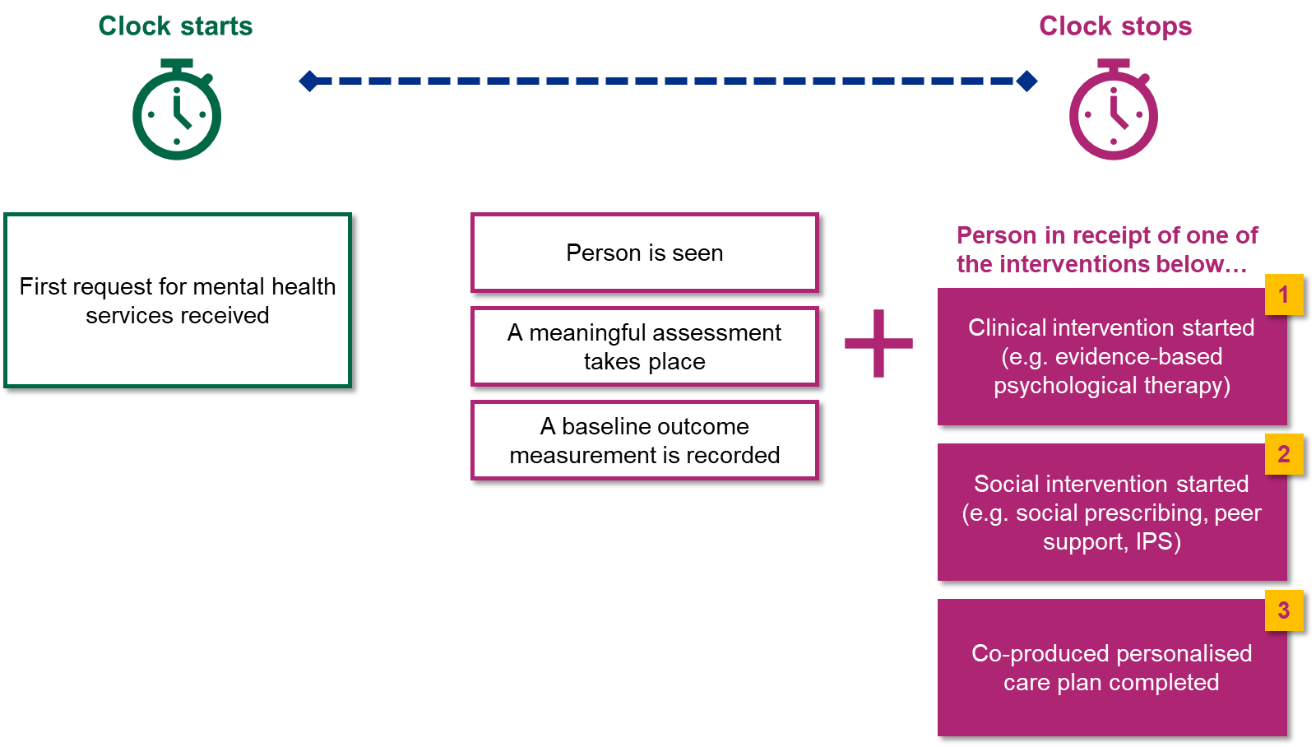 Clock starts
Clock stops
First request for mental health
services received
Person is seen
A meaningful assessment
takes place
A baseline outcome
measurement is recorded
Person in receipt of one of
the interventions below…
1
Clinical intervention started
(e.g. evidence-based
psychological therapy)
2
Social intervention started
(e.g. social prescribing, peer
support, IPS)
3
Co-produced personalised
care plan completed